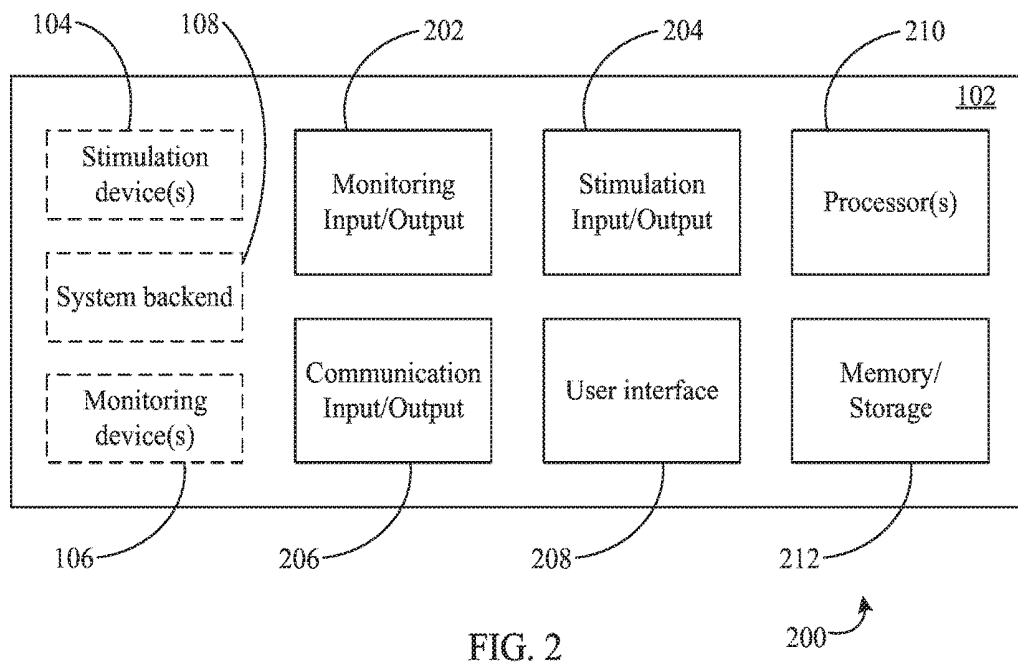 104
108
202
204
210
102
Stimulation
device(s)
Monitoring
Input/Output
Stimulation
Input/Output
Processor(s)
System backend
Monitoring
device(s)
Communication
Input/Output
User interface
Memory/
Storage
106
206
208
212
200
FIG. 2